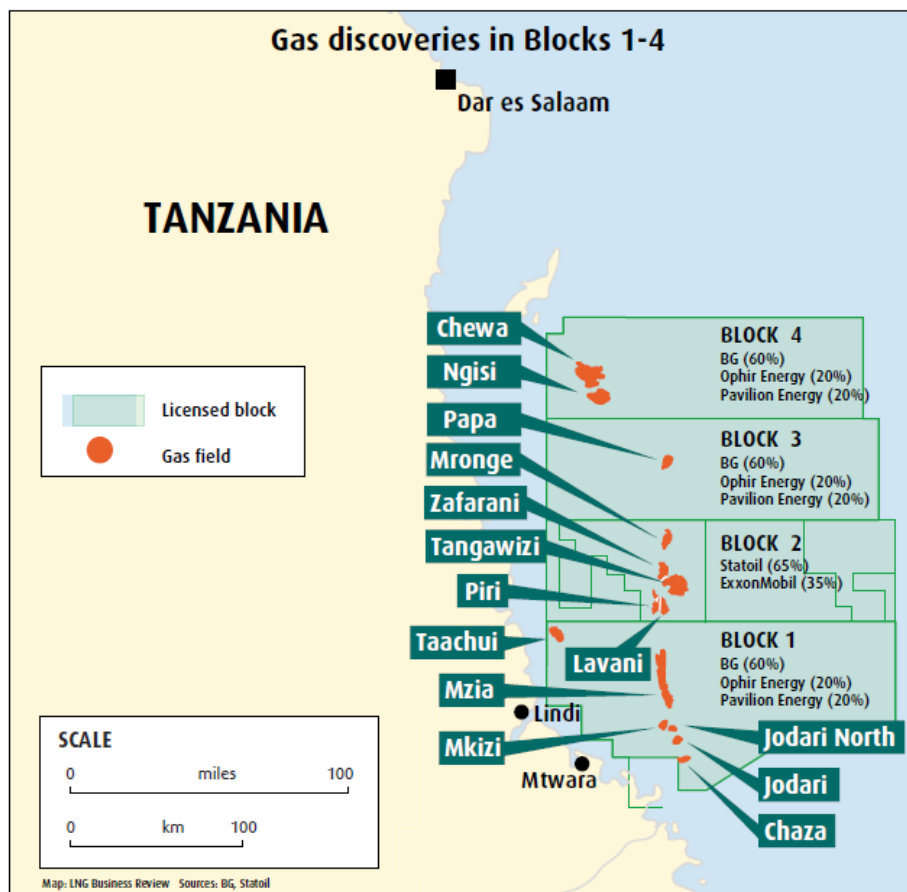 Gas discoveries in Blocks 1-4
Dar es Salaam
TANZANIA
Chewa
Ngisi
Papa
Mronge
Zafarani
Tangawizi
Piri
Taachui
Lavani
Mzia
Mkizi
Lindi
Mtwara
Jodari North
Jodari
Chaza
BLOCK 4
BG (60%)
Ophir Energy (20%)
Pavilion Energy (20%)
BLOCK 3
BG (60%)
Ophir Energy (20%)
Pavilion Energy (20%)
BLOCK 2
Statoil (65%)
ExxonMobil (35%)
BLOCK 1
BG (60%)
Ophir Energy (20%)
Pavilion Energy (20%)
Licensed block
Gas field
SCALE
0 miles 100
0 km 100
Map: LNG Business Review Sources: BG, Statoil